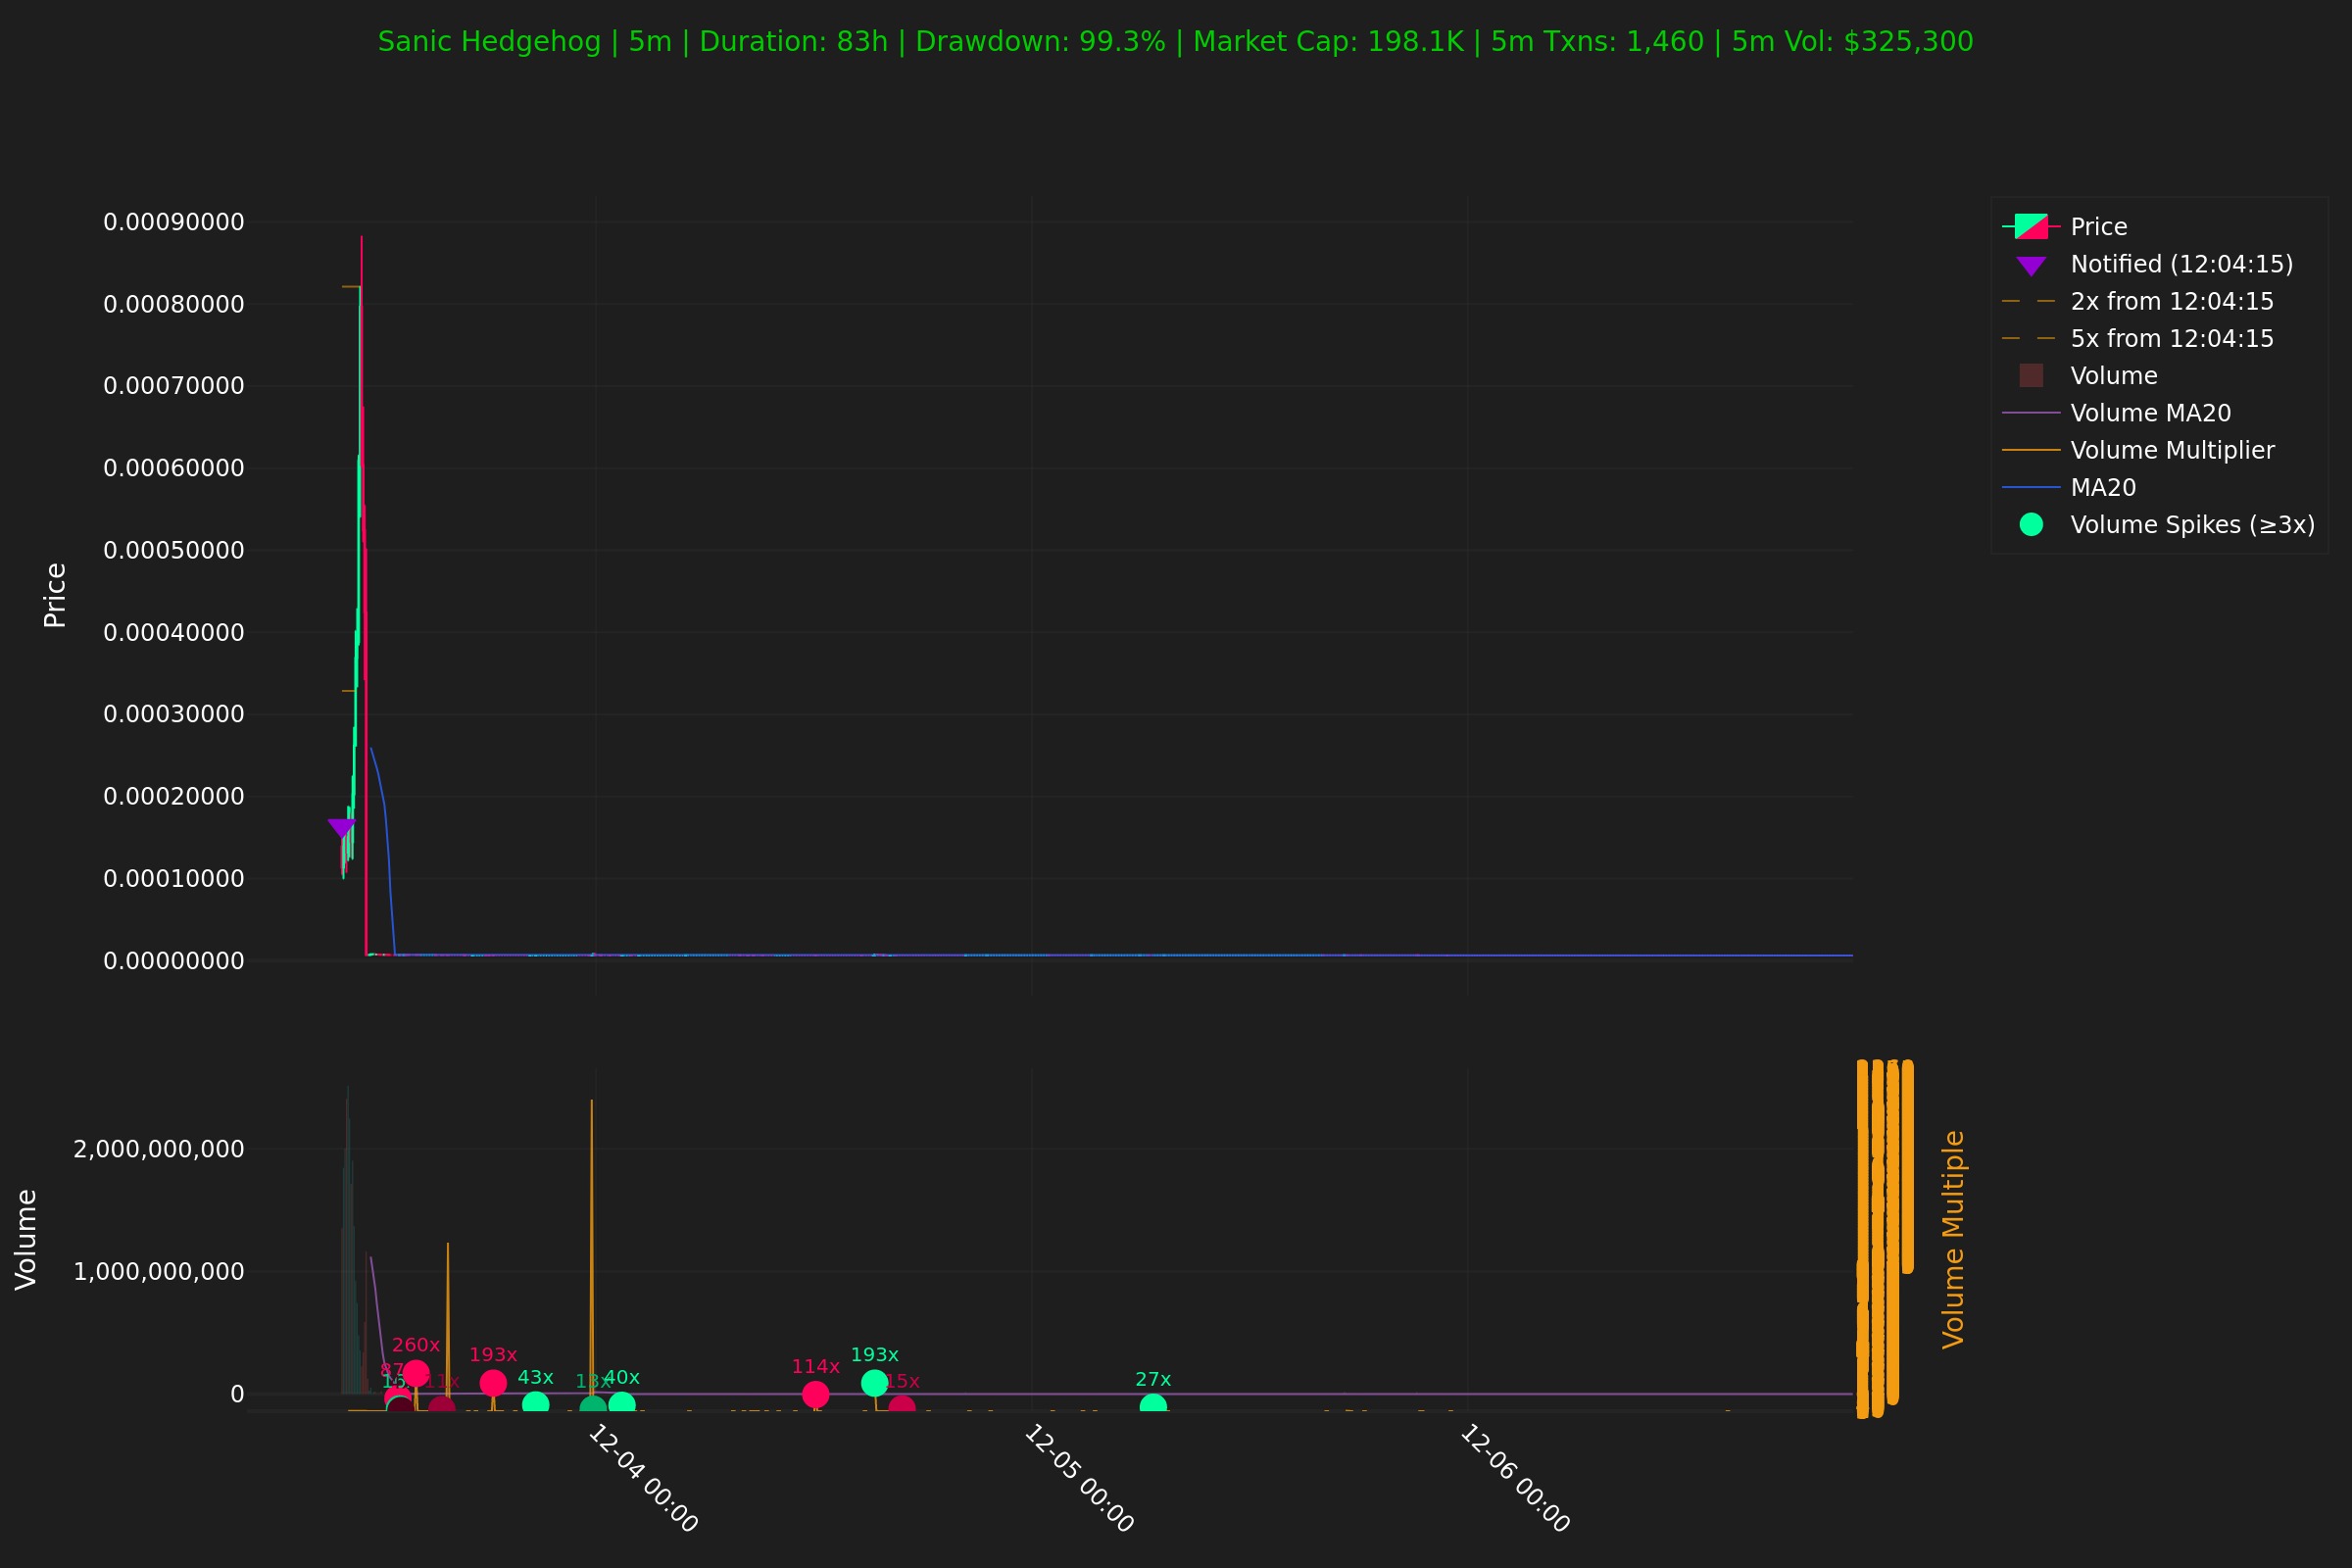 Sanic Hedgehog | 5m | Duration: 83h | Drawdown: 99.3% | Market Cap: 198.1K | 5m Txns: 1,460 | 5m Vol: $325,300
Price
0.00090000
0.00080000
0.00070000
0.00060000
0.00050000
0.00040000
0.00030000
0.00020000
0.00010000
0.00000000
Price
Notified (12:04:15)
2x from 12:04:15
5x from 12:04:15
Volume
Volume MA20
Volume Multiplier
MA20
Volume Spikes (≥3x)
Volume
2,000,000,000
1,000,000,000
0
260x
11x
193x
43x
40x
114x
193x
15x
27x
Volume Multiple
12-04 00:00
12-05 00:00
12-06 00:00